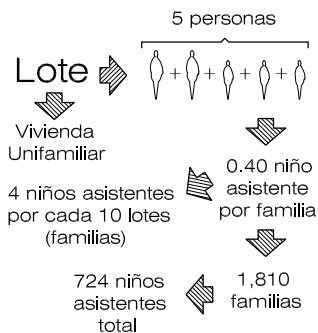 5 personas
Lote
+ + + +
Vivienda
Unifamiliar
0.40 niño
asistente
por familia
4 niños asistentes
por cada 10 lotes
(familias)
1,810
familias
724 niños
asistentes
total